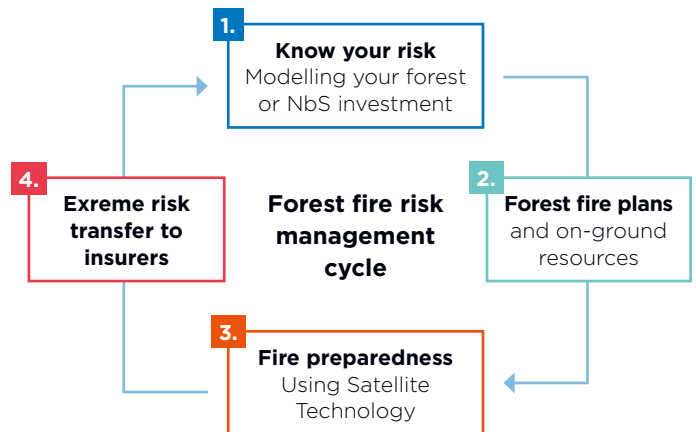 1.
Know your risk
Modelling your forest
or NbS investment
2.
Forest fire plans
and on-ground
resources
3.
Fire preparedness
Using Satellite
Technology
4.
Exreme risk
transfer to
insurers
Forest fire risk
management
cycle